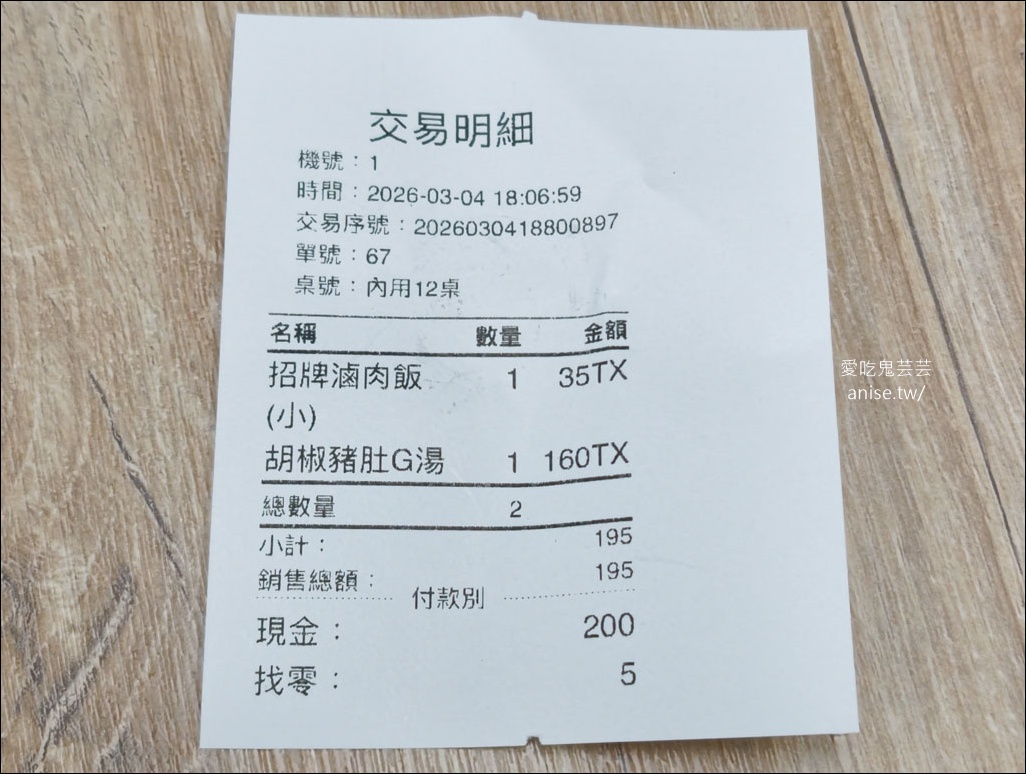 交易明細
機號：1
時間：2026-03-04 18:06:59
交易序號：2026030418800897
單號：67
桌號：內用12桌
名稱 數量 金額
招牌滷肉飯 1 35TX
(小)
胡椒豬肚G湯 1 160TX
總數量 2
小計： 195
銷售總額： 195
付款別
現金： 200
找零： 5
愛吃鬼芸芸
anise.tw/